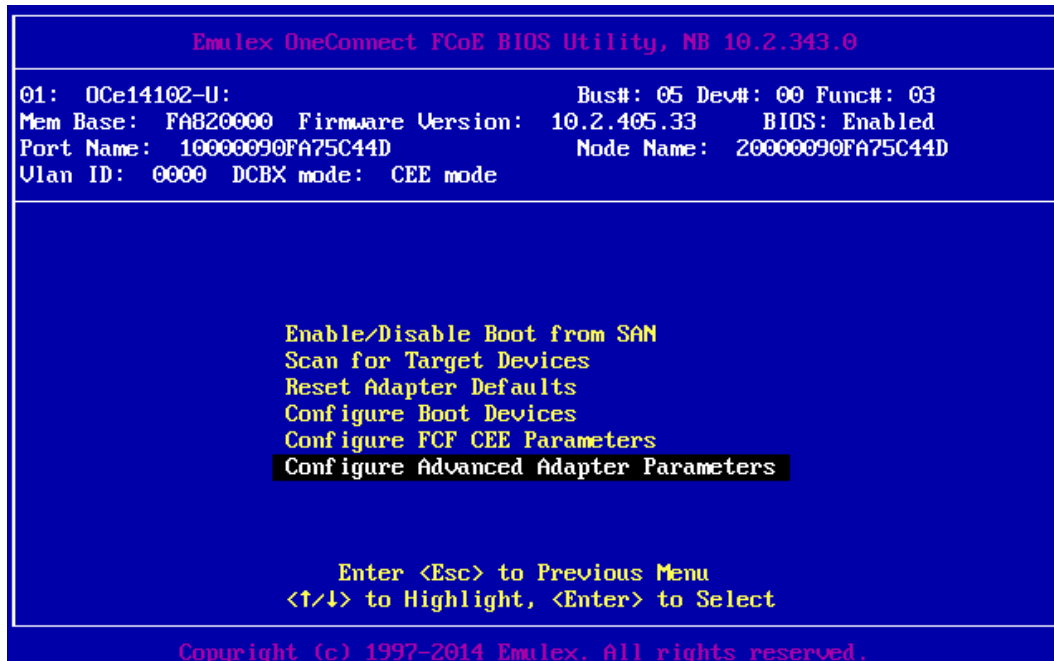 Emulex OneConnect FCoE BIOS Utility, NB 10.2.343.0
01: OCe14102-U: Bus#: 05 Dev#: 00 Func#: 03
Mem Base: FA820000 Firmware Version: 10.2.405.33 BIOS: Enabled
Port Name: 10000090FA75C44D Node Name: 20000090FA75C44D
Vlan ID: 0000 DCBX mode: CEE mode
Enable/Disable Boot from SAN
Scan for Target Devices
Reset Adapter Defaults
Configure Boot Devices
Configure FCF CEE Parameters
Configure Advanced Adapter Parameters
Enter <Esc> to Previous Menu
<↑/↓> to Highlight, <Enter> to Select
Copyright (c) 1997-2014 Emulex. All rights reserved.